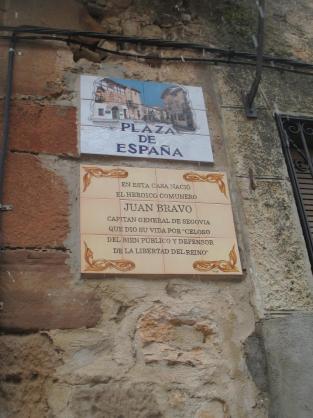 PLAZA
DE
ESPAÑA
EN ESTA CASA NACIÓ
EL HEROICO COMUNERO
JUAN BRAVO
CAPITAN GENERAL DE SEGOVIA
QUE DIO SU VIDA POR "CELOSO
DEL BIEN PÚBLICO Y DEFENSOR
DE LA LIBERTAD DEL REINO"